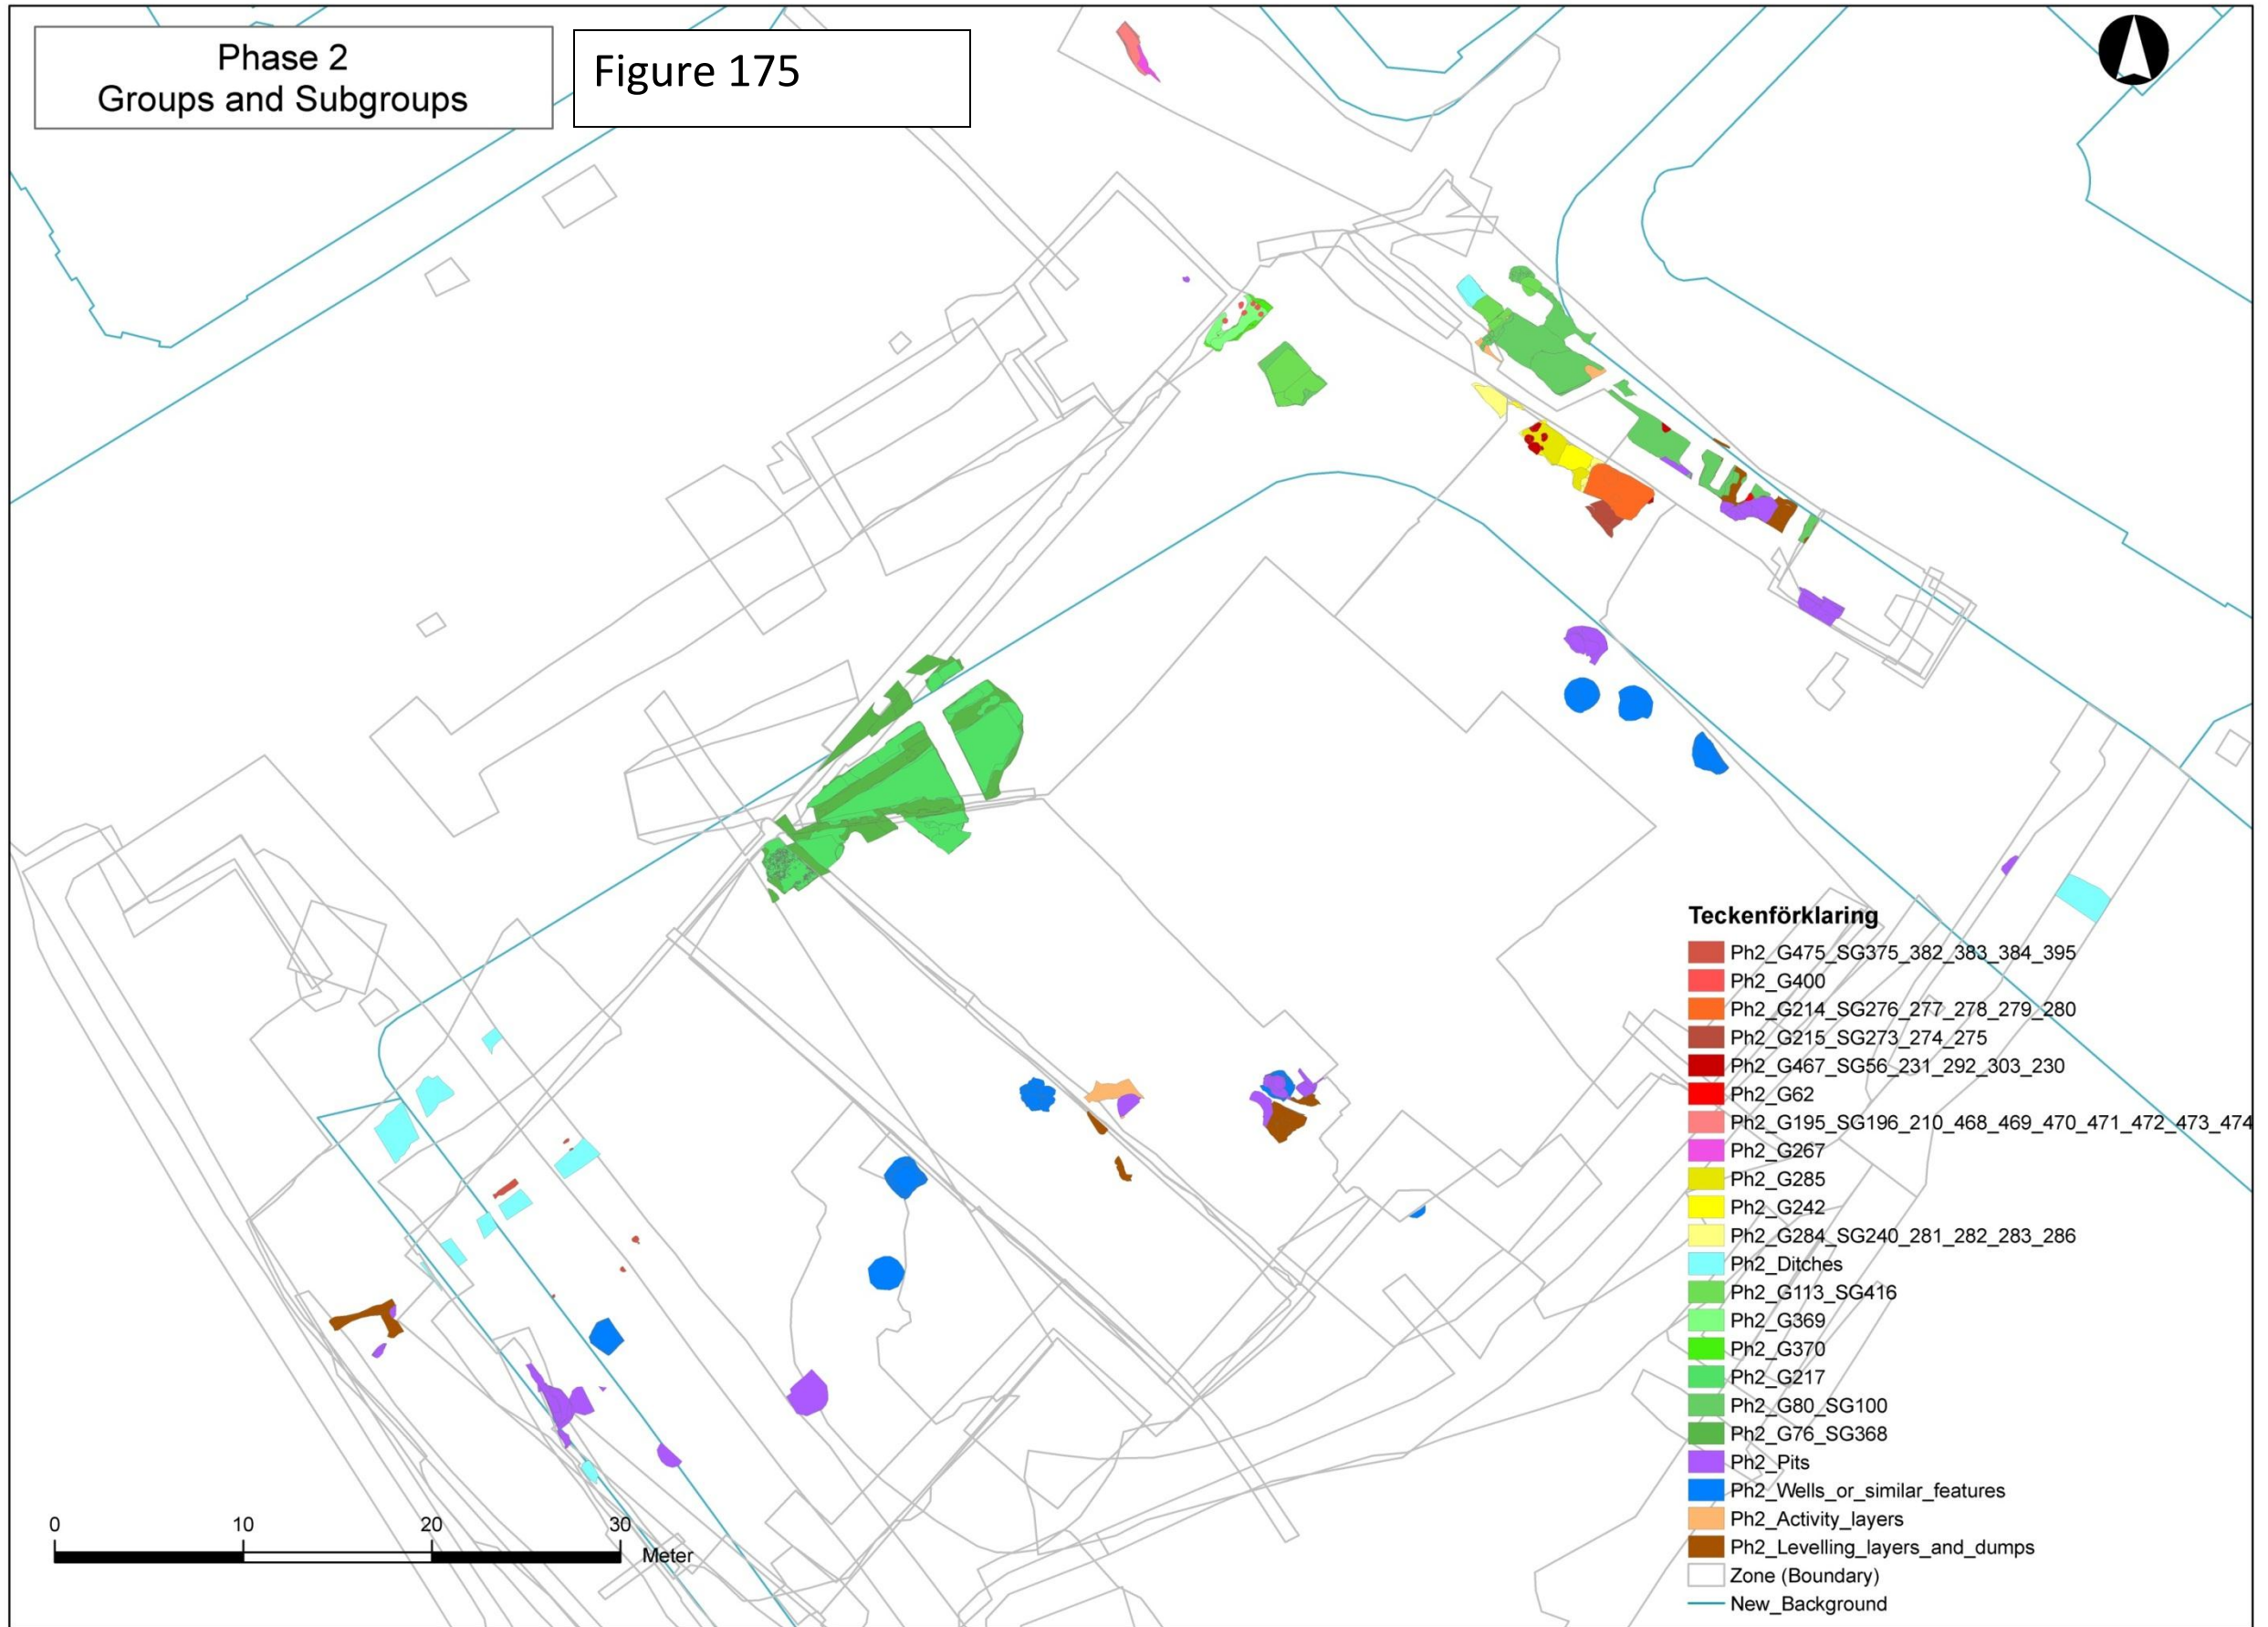 Phase 2
Groups and Subgroups
Figure 175
Teckenförklaring
Ph2_G475_SG375_382_383_384_395
Ph2_G400
Ph2_G214_SG276_277_278_279_280
Ph2_G215_SG273_274_275
Ph2_G467_SG56_231_292_303_230
Ph2_G62
Ph2_G195_SG196_210_468_469_470_471_472_473_474
Ph2_G267
Ph2_G285
Ph2_G242
Ph2_G284_SG240_281_282_283_286
Ph2_Ditches
Ph2_G113_SG416
Ph2_G369
Ph2_G370
Ph2_G217
Ph2_G80_SG100
Ph2_G76_SG368
Ph2_Pits
Ph2_Wells_or_similar_features
Ph2_Activity_layers
Ph2_Levelling_layers_and_dumps
Zone (Boundary)
New_Background
0 10 20 30
Meter